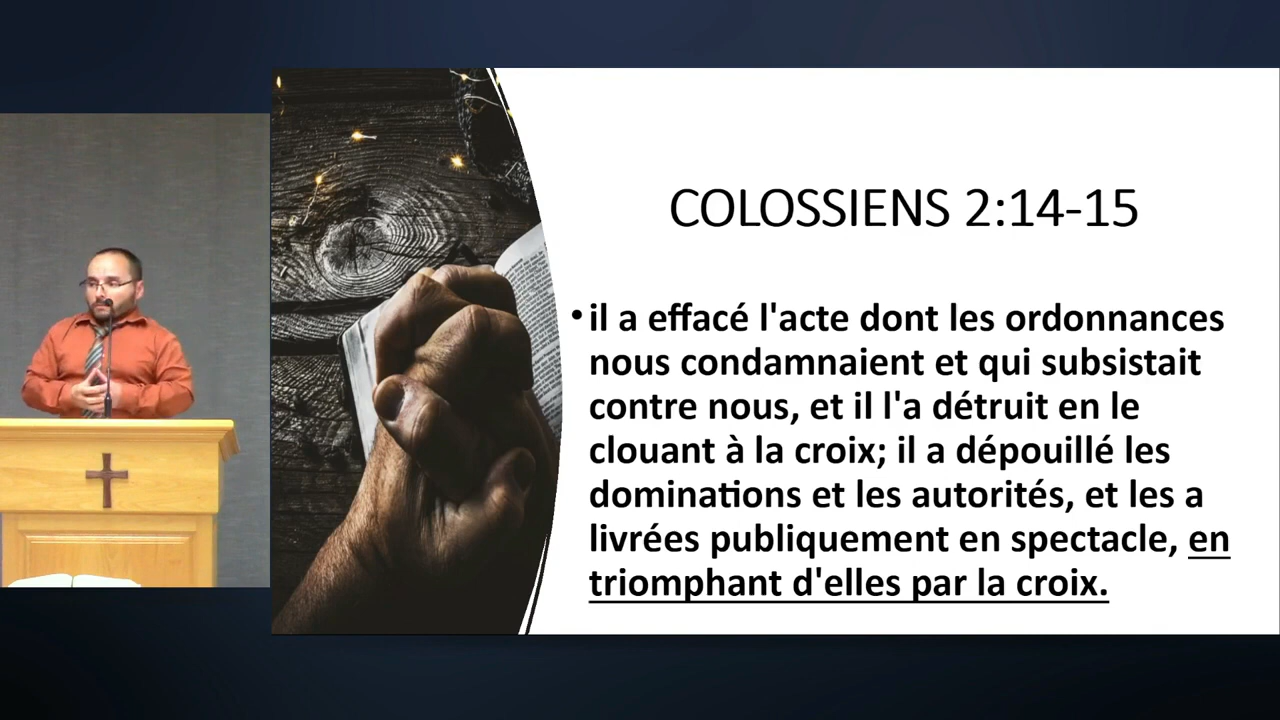 COLOSSIENS 2:14-15
• il a effacé l'acte dont les ordonnances
nous condamnaient et qui subsistait
contre nous, et il l'a détruit en le
clouant à la croix; il a dépouillé les
dominations et les autorités, et les a
livrées publiquement en spectacle, en
triomphant d'elles par la croix.